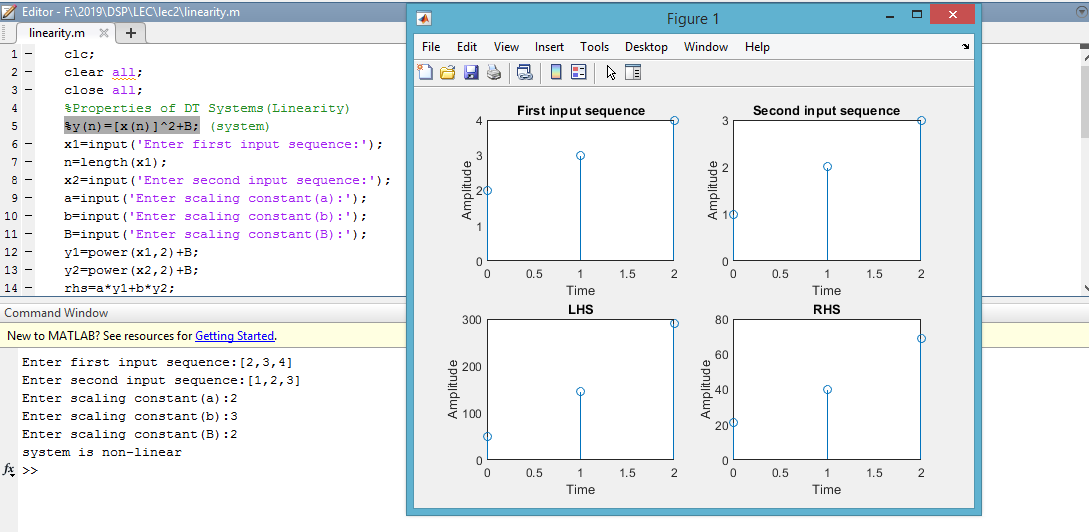 Editor - F:\2019\DSP\LEC\lec2\linearity.m
linearity.m
1 - clc;
2 - clear all;
3 - close all;
4 %Properties of DT Systems(Linearity)
5 %y(n)=[x(n)]^2+B; (system)
6 - x1=input('Enter first input sequence:');
7 - n=length(x1);
8 - x2=input('Enter second input sequence:');
9 - a=input('Enter scaling constant(a):');
10 - b=input('Enter scaling constant(b):');
11 - B=input('Enter scaling constant(B):');
12 - y1=power(x1,2)+B;
13 - y2=power(x2,2)+B;
14 - rhs=a*y1+b*y2;
Command Window
New to MATLAB? See resources for Getting Started.
Enter first input sequence:[2,3,4]
Enter second input sequence:[1,2,3]
Enter scaling constant(a):2
Enter scaling constant(b):3
Enter scaling constant(B):2
system is non-linear
fx >>
Figure 1
File Edit View Insert Tools Desktop Window Help
First input sequence
4
3
2
1
0
Amplitude
0 0.5 1 1.5 2
Time
Second input sequence
3
2
1
0
Amplitude
0 0.5 1 1.5 2
Time
LHS
300
200
100
0
Amplitude
0 0.5 1 1.5 2
Time
RHS
80
60
40
20
0
Amplitude
0 0.5 1 1.5 2
Time